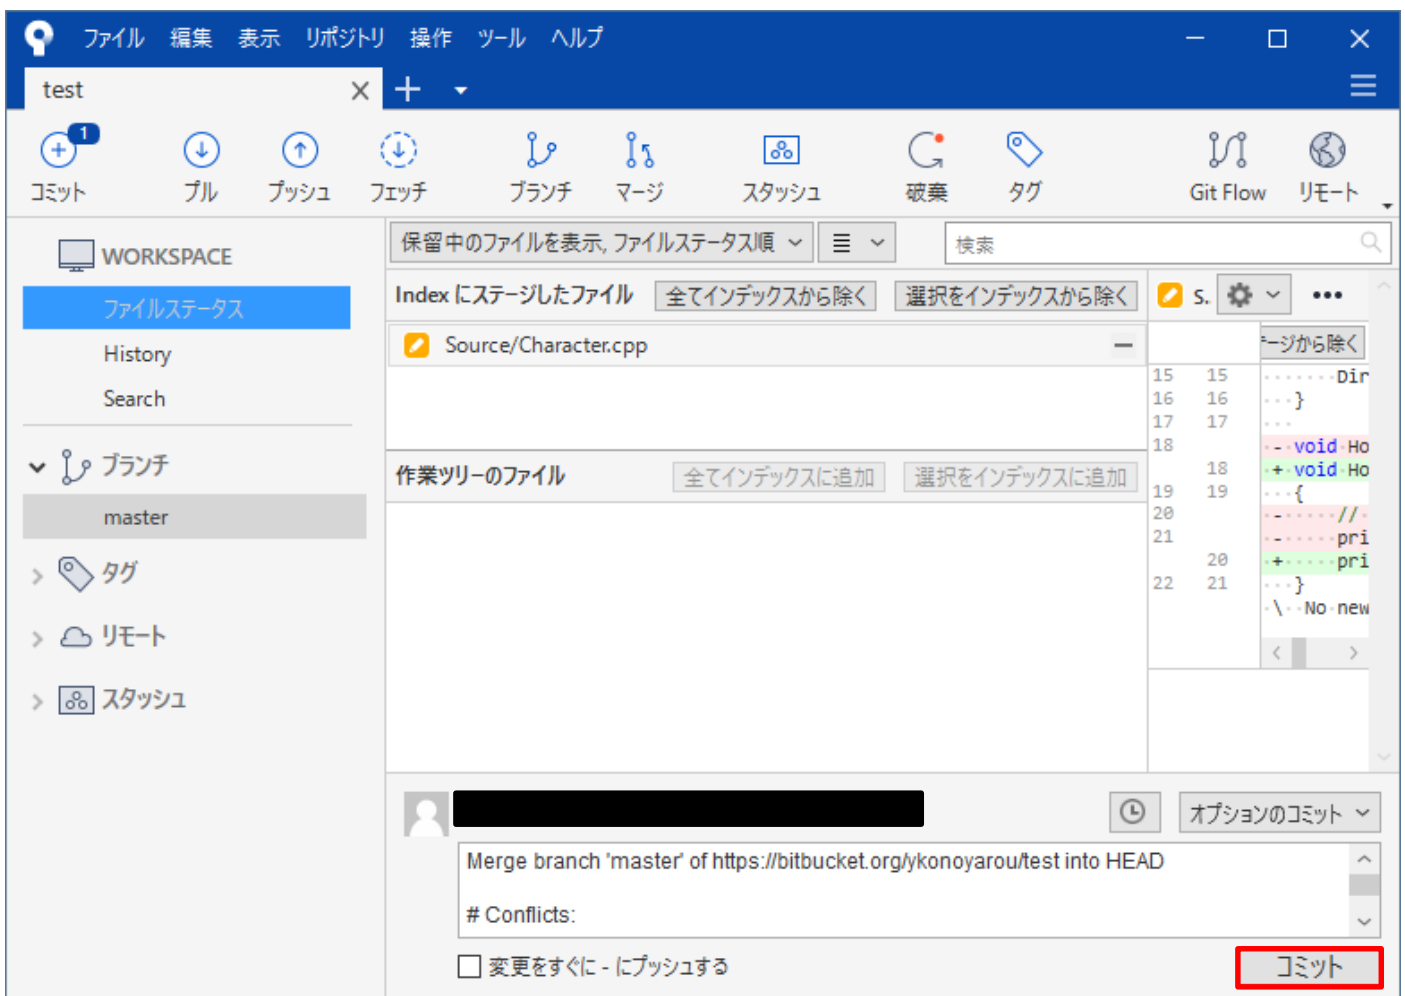 ファイル 編集 表示 リポジトリ 操作 ツール ヘルプ
test
1
コミット プル プッシュ フェッチ ブランチ マージ スタッシュ 破棄 タグ Git Flow リモート
WORKSPACE
ファイルステータス
History
Search
ブランチ
master
タグ
リモート
スタッシュ
保留中のファイルを表示, ファイルステータス順
検索
Index にステージしたファイル 全てインデックスから除く 選択をインデックスから除く
Source/Character.cpp
作業ツリーのファイル 全てインデックスに追加 選択をインデックスに追加
S..
ージから除く
15 15 Dir
16 16 }
17 17
18 - void Ho
18 + void Ho
19 19 {
20 - //
21 - pri
20 + pri
22 21 }
\ No new
オプションのコミット
Merge branch 'master' of https://bitbucket.org/ykonoyarou/test into HEAD
# Conflicts:
変更をすぐに - にプッシュする
コミット